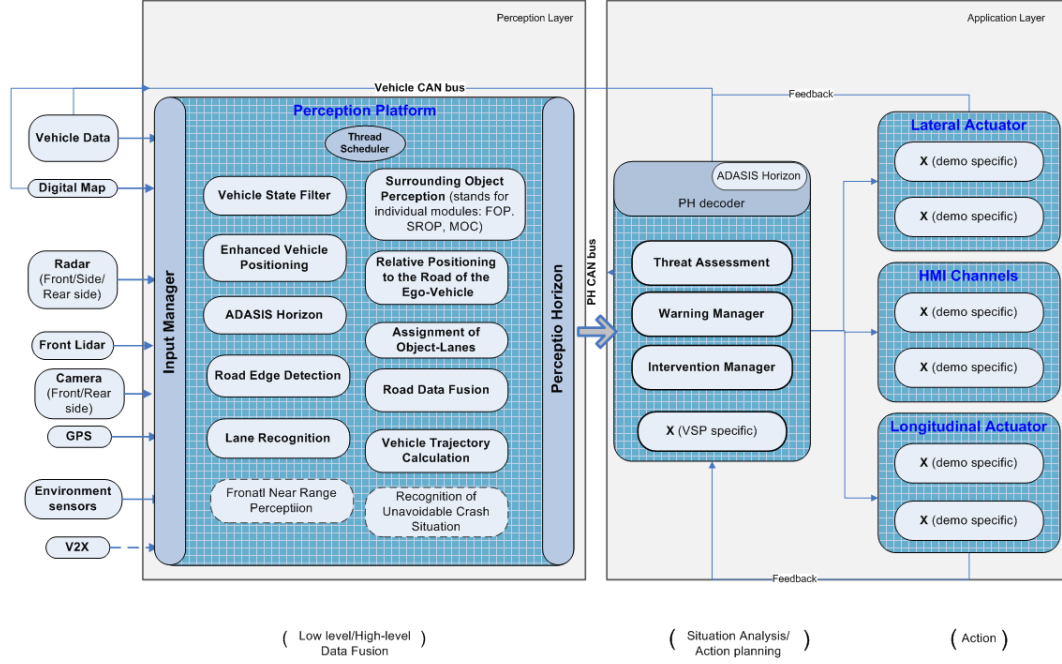 Perception Layer
Application Layer
Vehicle CAN bus
Feedback
Vehicle Data
Digital Map
Radar
(Front/Side/
Rear side)
Front Lidar
Camera
(Front/Rear
side)
GPS
Environment
sensors
V2X
Input Manager
Perception Platform
Thread
Scheduler
Vehicle State Filter
Enhanced Vehicle
Positioning
ADASIS Horizon
Road Edge Detection
Lane Recognition
Fronatl Near Range
Perceptiion
Surrounding Object
Perception (stands for
individual modules: FOP.
SROP, MOC)
Relative Positioning
to the Road of the
Ego-Vehicle
Assignment of
Object-Lanes
Road Data Fusion
Vehicle Trajectory
Calculation
Recognition of
Unavoidable Crash
Situation
Perceptio Horizon
PH CAN bus
ADASIS Horizon
PH decoder
Threat Assessment
Warning Manager
Intervention Manager
X (VSP specific)
Lateral Actuator
X (demo specific)
X (demo specific)
HMI Channels
X (demo specific)
X (demo specific)
Longitudinal Actuator
X (demo specific)
X (demo specific)
Feedback
( Low level/High-level
Data Fusion )
( Situation Analysis/
Action planning )
( Action )